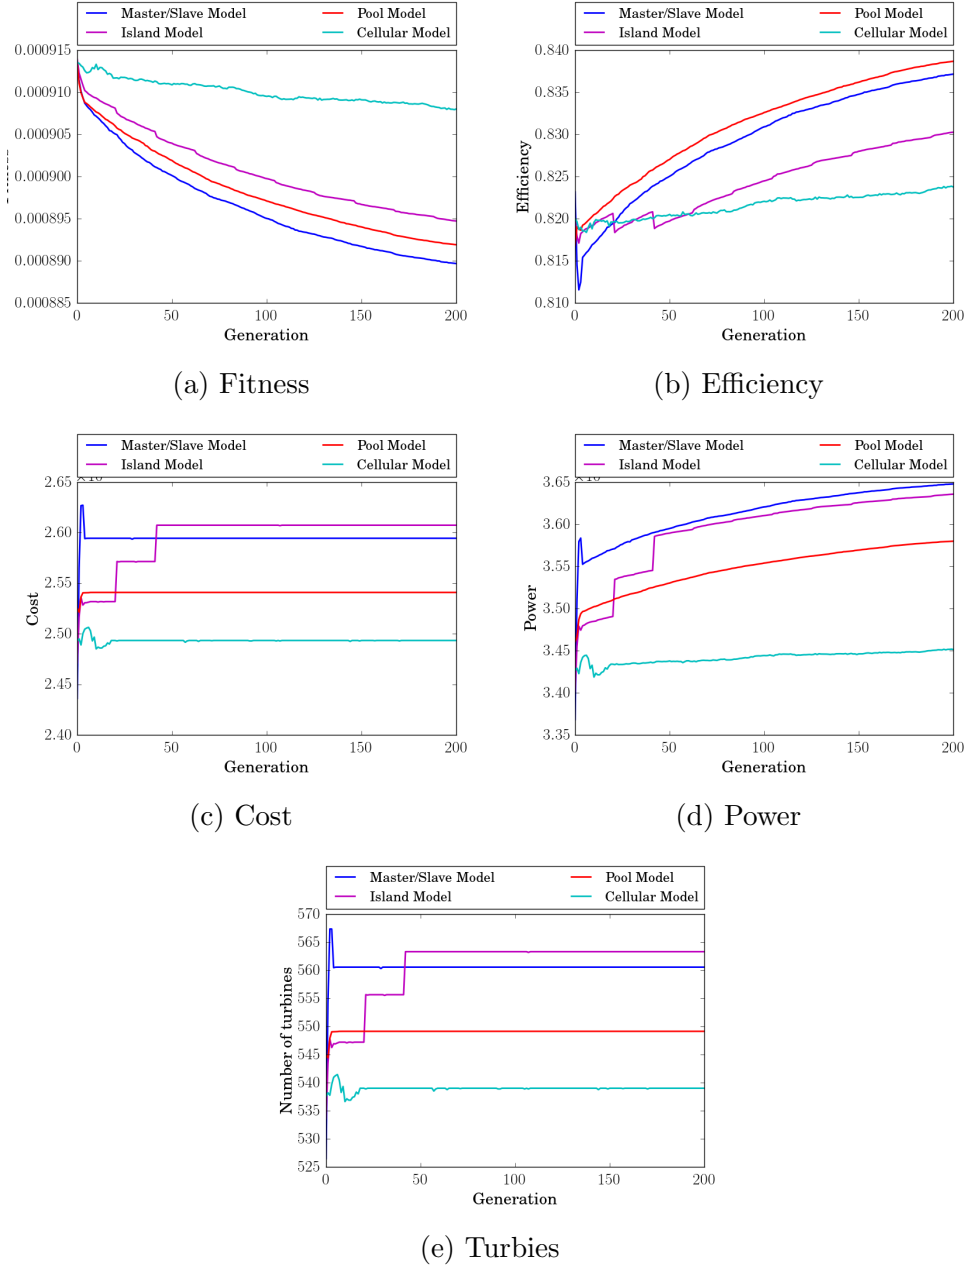 Master/Slave Model Pool Model
Island Model Cellular Model
0.000915
0.000910
0.000905
0.000900
0.000895
0.000890
0.000885
0 50 100 150 200
Generation
(a) Fitness
Master/Slave Model Pool Model
Island Model Cellular Model
Efficiency
0.840
0.835
0.830
0.825
0.820
0.815
0.810
0 50 100 150 200
Generation
(b) Efficiency
Master/Slave Model Pool Model
Island Model Cellular Model
Cost
2.65
2.60
2.55
2.50
2.45
2.40
0 50 100 150 200
Generation
(c) Cost
Master/Slave Model Pool Model
Island Model Cellular Model
Power
3.65
3.60
3.55
3.50
3.45
3.40
3.35
0 50 100 150 200
Generation
(d) Power
Master/Slave Model Pool Model
Island Model Cellular Model
Number of turbines
570
565
560
555
550
545
540
535
530
525
0 50 100 150 200
Generation
(e) Turbies